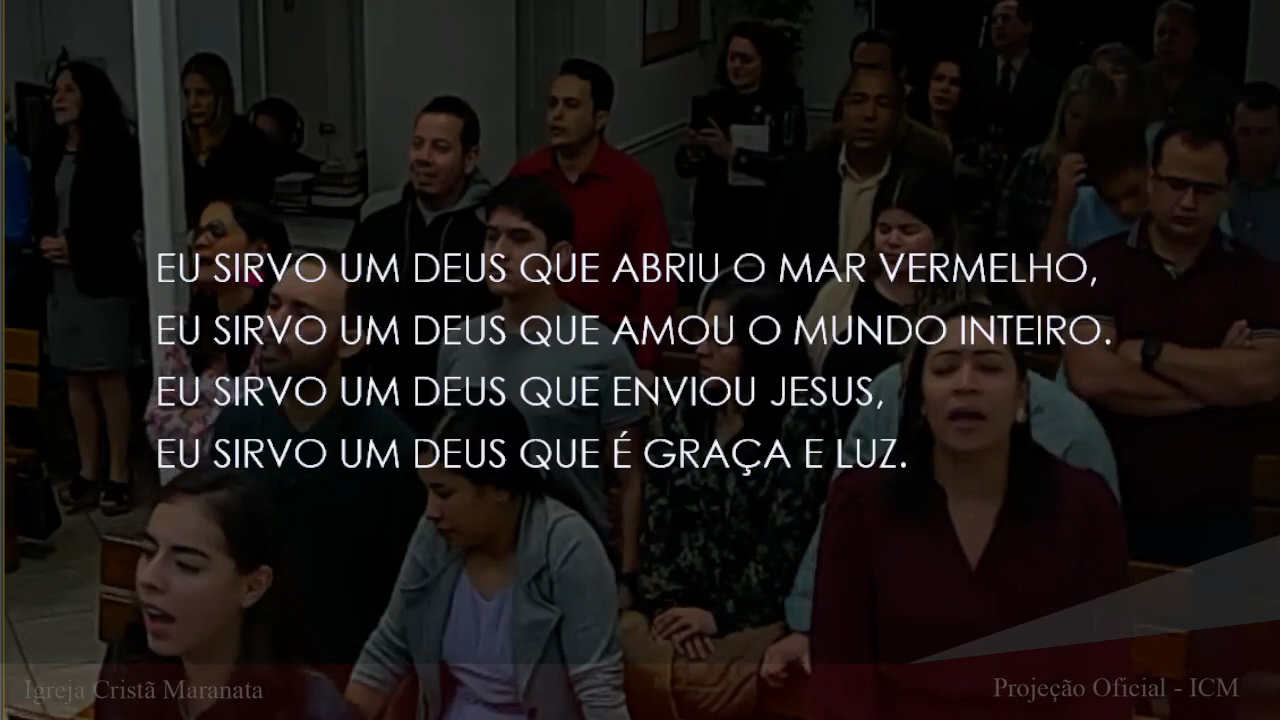 EU SIRVO UM DEUS QUE ABRIU O MAR VERMELHO,
EU SIRVO UM DEUS QUE AMOU O MUNDO INTEIRO.
EU SIRVO UM DEUS QUE ENVIOU JESUS,
EU SIRVO UM DEUS QUE É GRAÇA E LUZ.
Igreja Cristã Maranata
Projeção Oficial - ICM